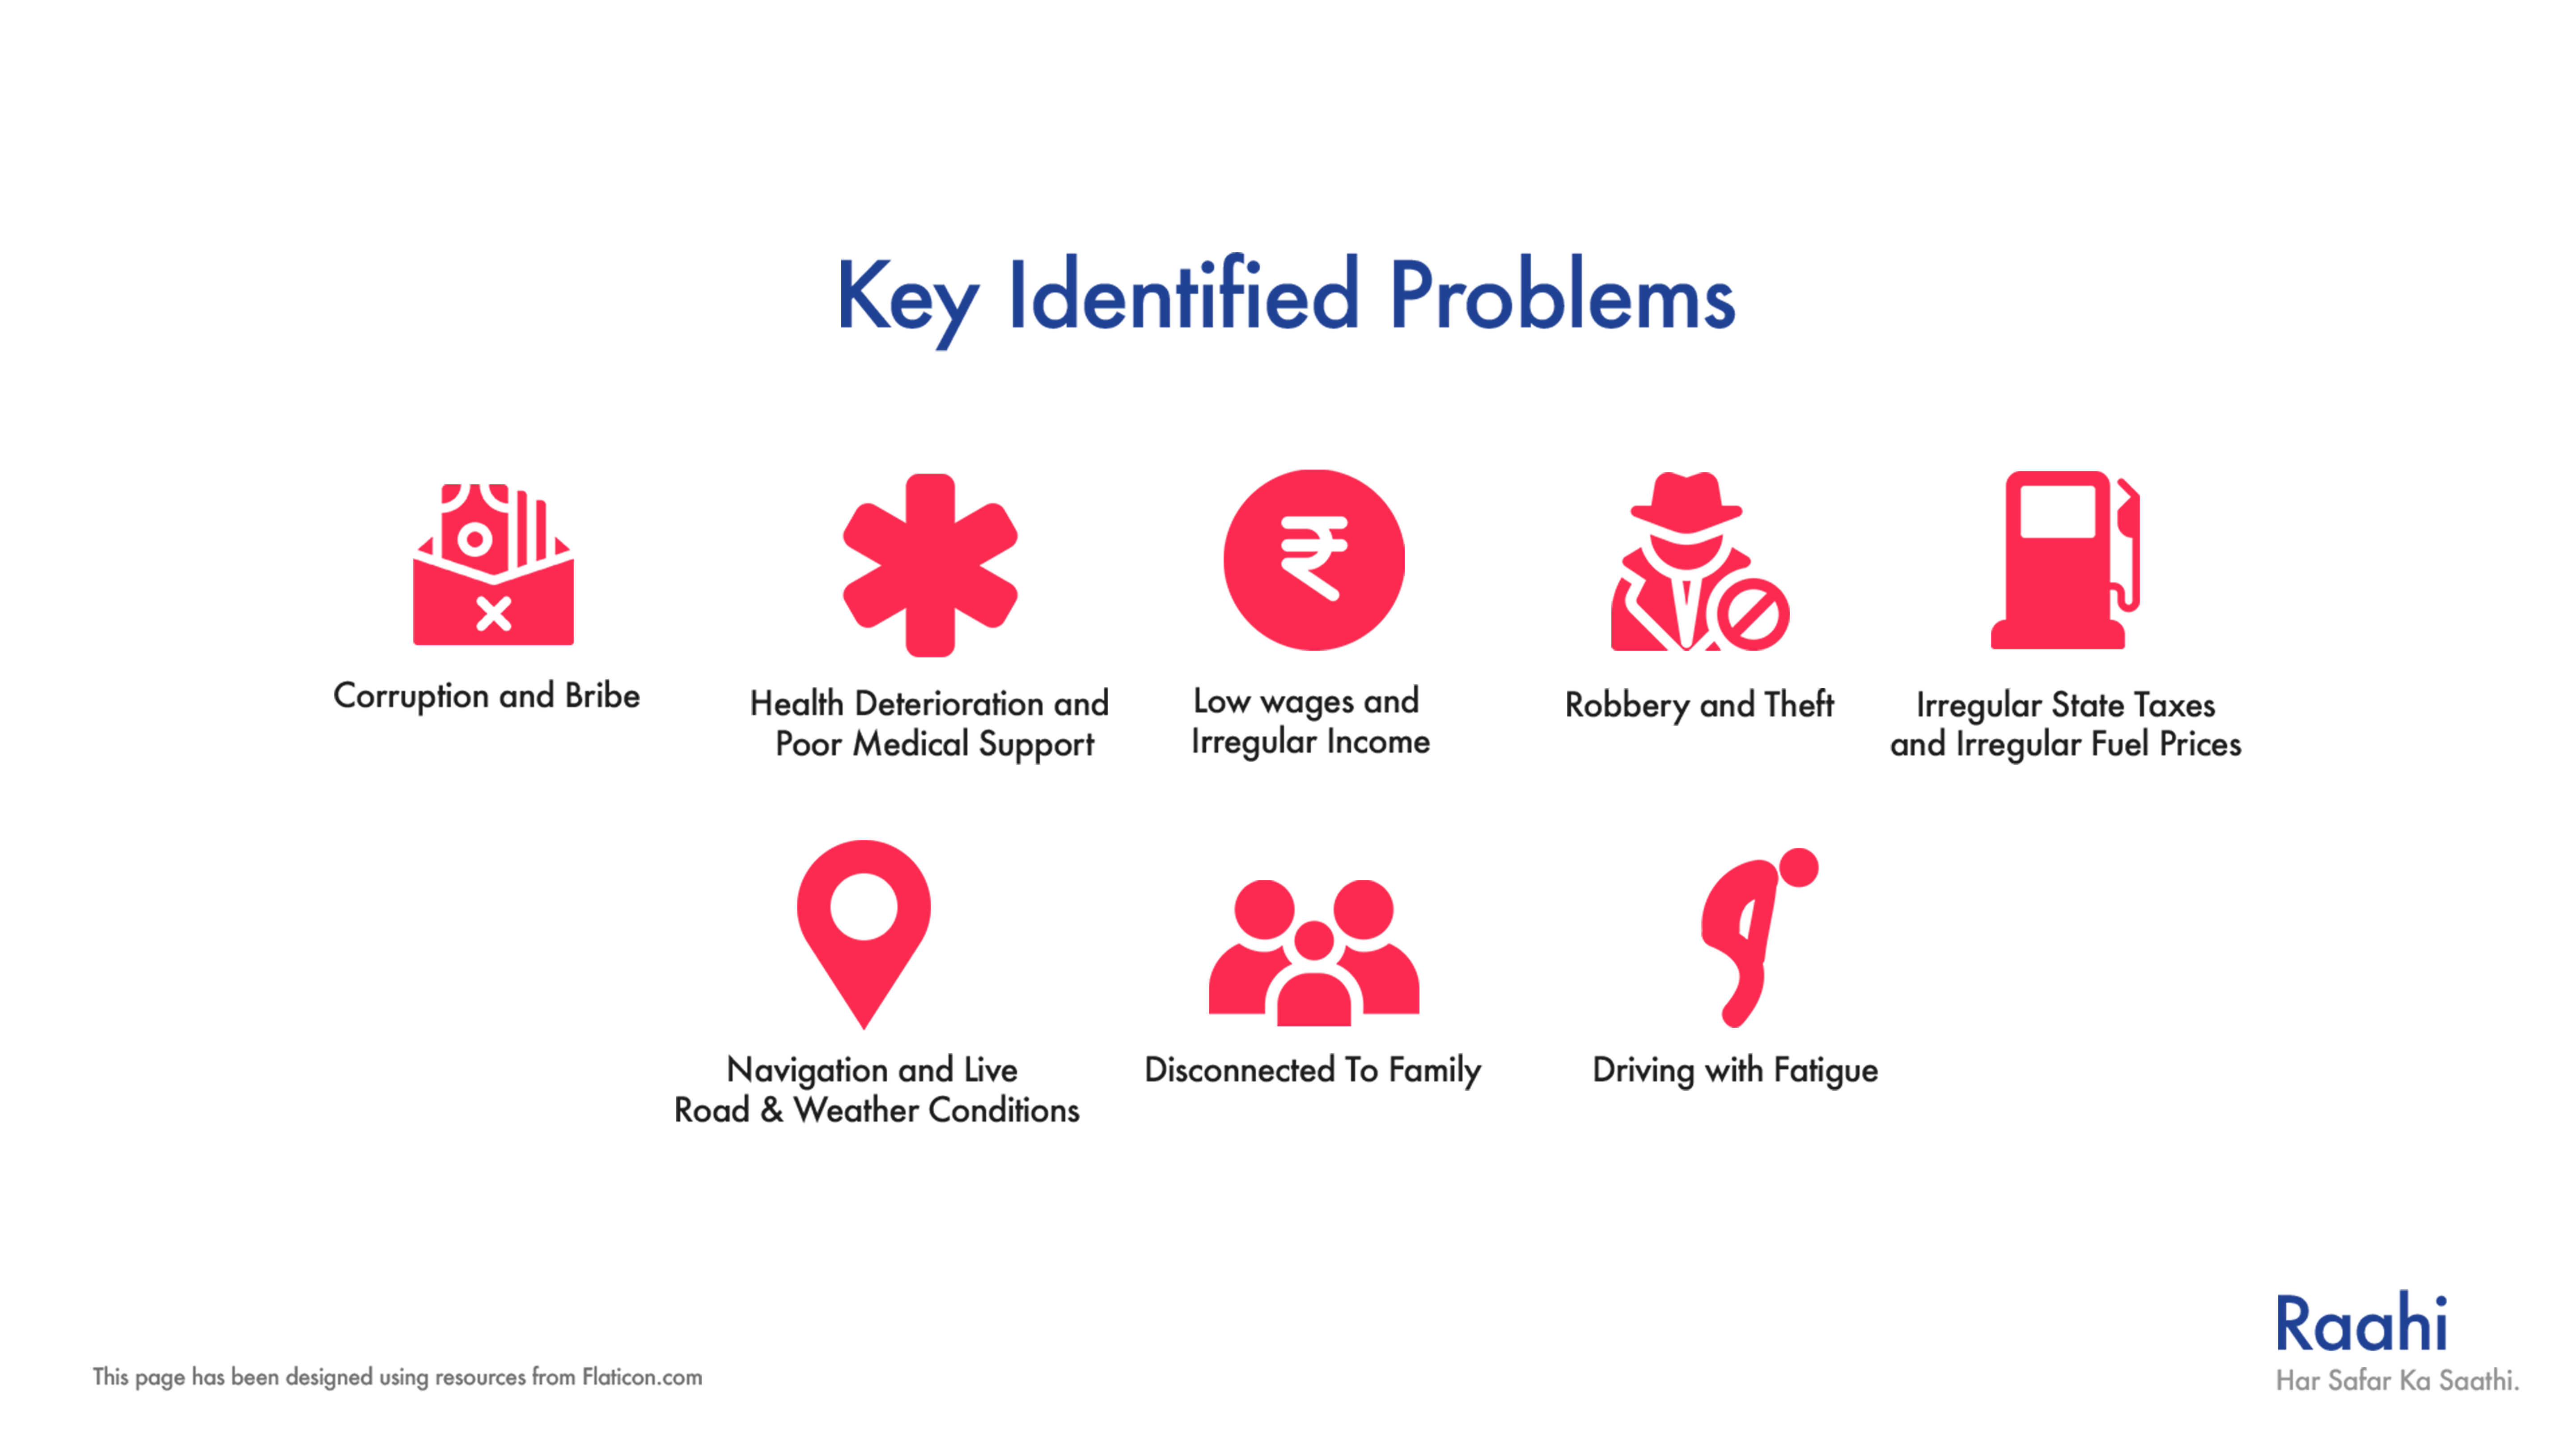 Key Identified Problems
Corruption and Bribe
Health Deterioration and
Poor Medical Support
Low wages and
Irregular Income
Robbery and Theft
Irregular State Taxes
and Irregular Fuel Prices
Navigation and Live
Road & Weather Conditions
Disconnected To Family
Driving with Fatigue
Raahi
Har Safar Ka Saathi.
This page has been designed using resources from Flaticon.com